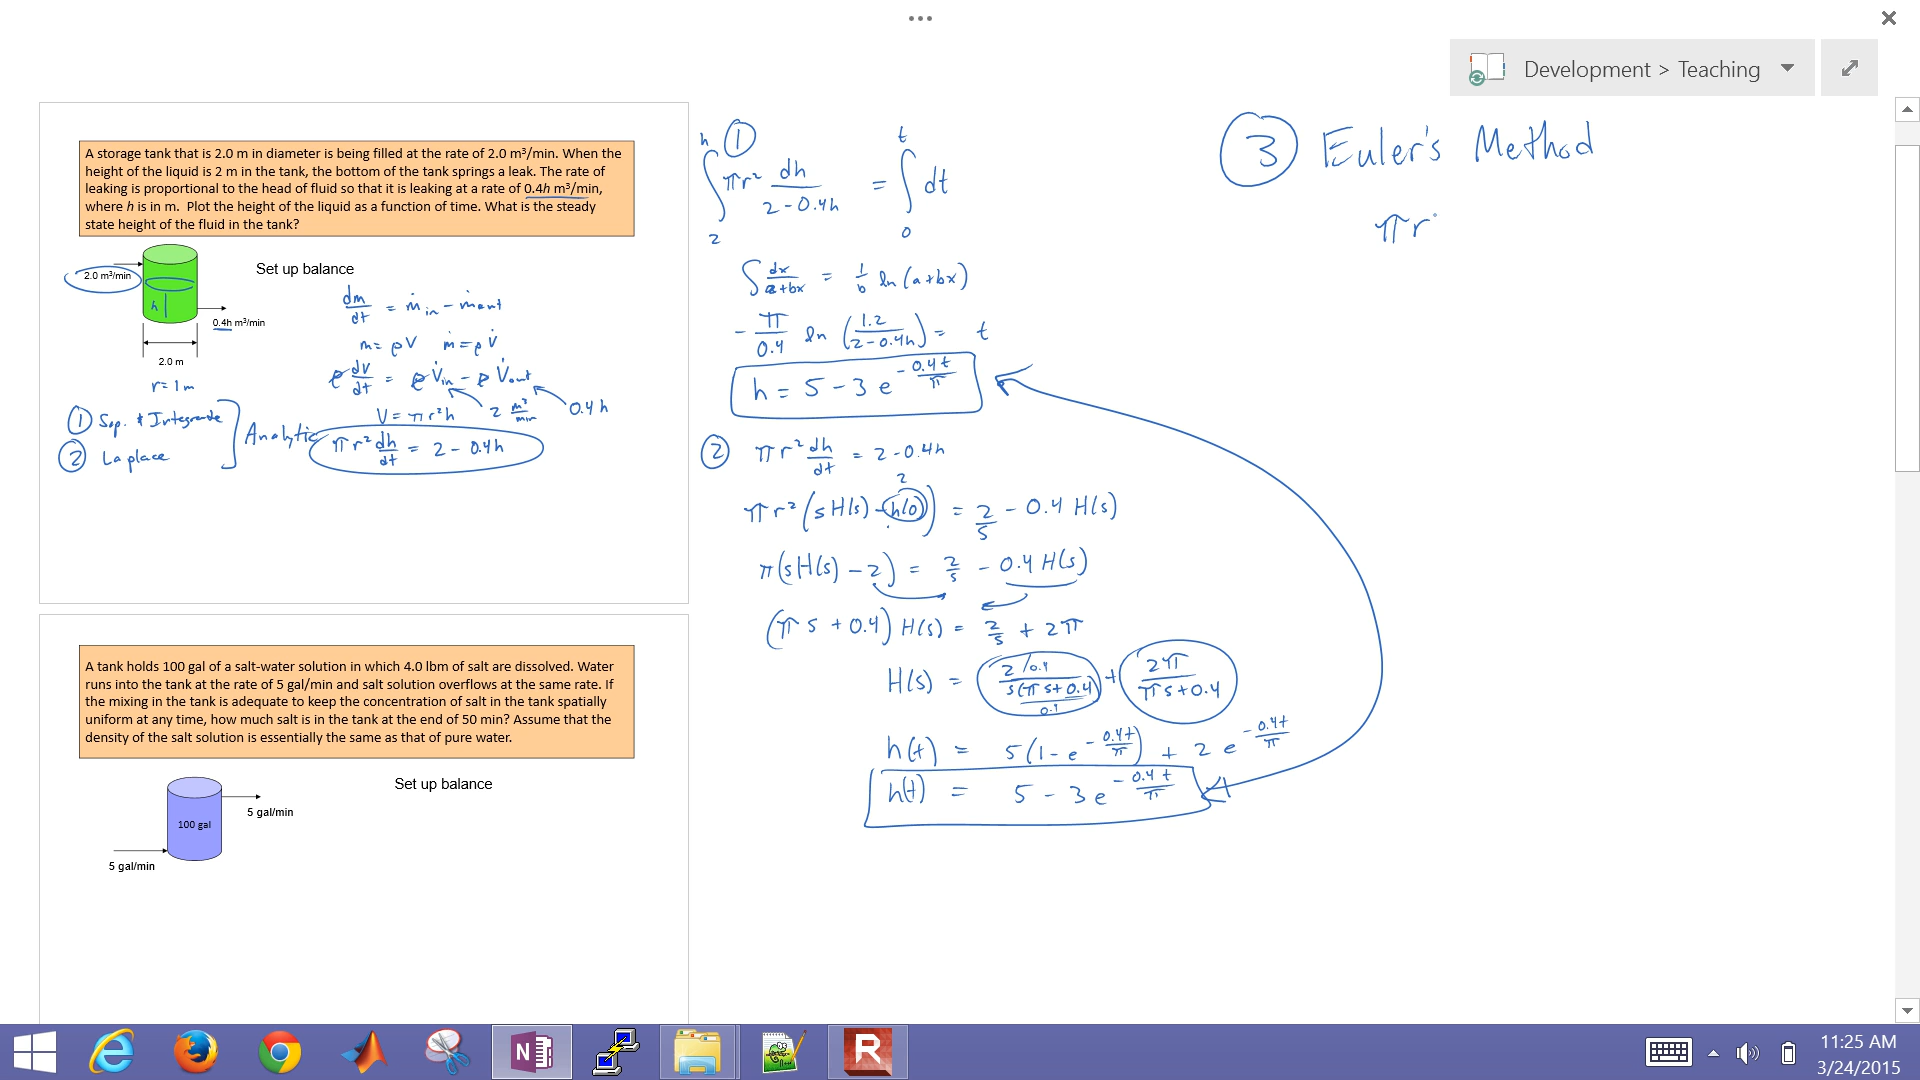 Development > Teaching
A storage tank that is 2.0 m in diameter is being filled at the rate of 2.0 m³/min. When the
height of the liquid is 2 m in the tank, the bottom of the tank springs a leak. The rate of
leaking is proportional to the head of fluid so that it is leaking at a rate of 0.4h m³/min,
where h is in m. Plot the height of the liquid as a function of time. What is the steady
state height of the fluid in the tank?
2.0 m³/min
h
0.4h m³/min
2.0 m
r = 1 m
Set up balance
dm/dt = ṁ in − ṁ out
m = ρV ṁ = ρV̇
ρ dV/dt = ρ V̇in − ρ V̇out
V = πr²h 2 m³/min 0.4h
① Sep. & Integrate
② Laplace
Analytic
πr² dh/dt = 2 − 0.4h
A tank holds 100 gal of a salt-water solution in which 4.0 lbm of salt are dissolved. Water
runs into the tank at the rate of 5 gal/min and salt solution overflows at the same rate. If
the mixing in the tank is adequate to keep the concentration of salt in the tank spatially
uniform at any time, how much salt is in the tank at the end of 50 min? Assume that the
density of the salt solution is essentially the same as that of pure water.
Set up balance
5 gal/min
100 gal
5 gal/min
①
∫₂ʰ πr² dh/(2−0.4h) = ∫₀ᵗ dt
∫ dx/(a+bx) = 1/b ln(a+bx)
−π/0.4 ln(1.2/(2−0.4h)) = t
h = 5 − 3 e^(−0.4t/π)
② πr² dh/dt = 2 − 0.4h
2
πr² (s H(s) − h(0)) = 2/s − 0.4 H(s)
π(s H(s) − 2) = 2/s − 0.4 H(s)
(π s + 0.4) H(s) = 2/s + 2π
H(s) = (2/0.4)/(s(πs+0.4)/0.4) + 2π/(πs+0.4)
h(t) = 5(1 − e^(−0.4t/π)) + 2 e^(−0.4t/π)
h(t) = 5 − 3e^(−0.4t/π)
③ Euler's Method
πr
11:25 AM
3/24/2015